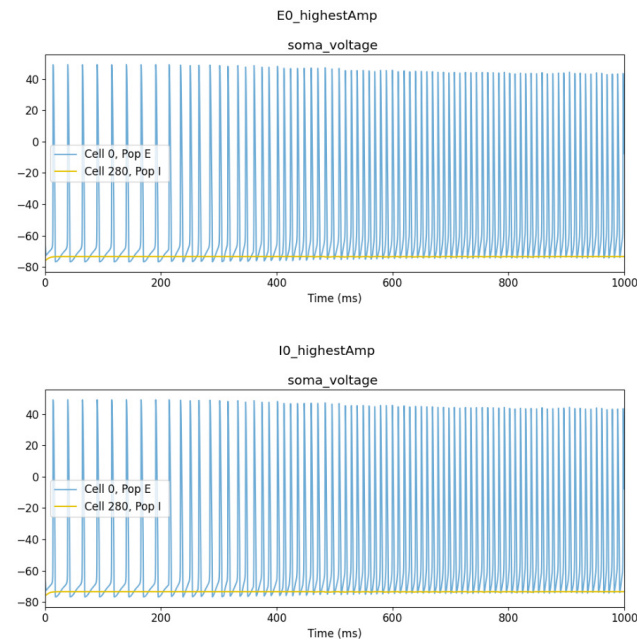 E0_highestAmp
soma_voltage
40
20
0
−20
−40
−60
−80
Cell 0, Pop E
Cell 280, Pop I
0 200 400 600 800 1000
Time (ms)
I0_highestAmp
soma_voltage
40
20
0
−20
−40
−60
−80
Cell 0, Pop E
Cell 280, Pop I
0 200 400 600 800 1000
Time (ms)